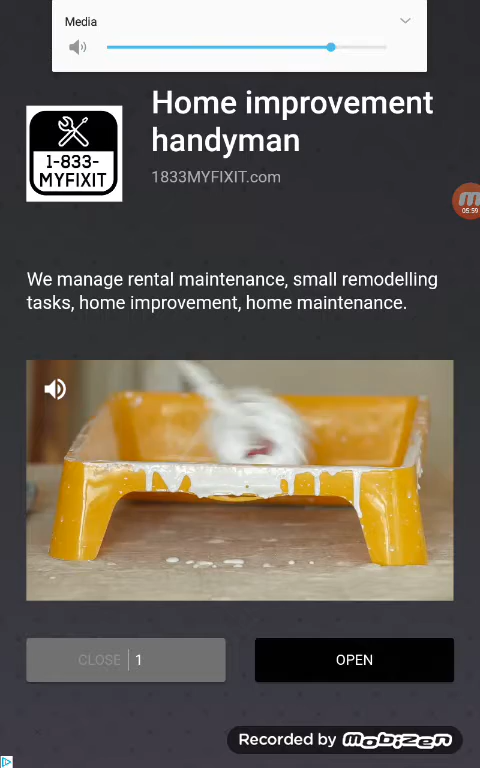 Media
Home improvement
handyman
1-833-
MYFIXIT
1833MYFIXIT.com
05:59
We manage rental maintenance, small remodelling
tasks, home improvement, home maintenance.
CLOSE 1
OPEN
Recorded by mobizen